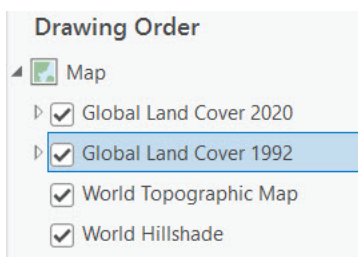 Drawing Order
Map
Global Land Cover 2020
Global Land Cover 1992
World Topographic Map
World Hillshade